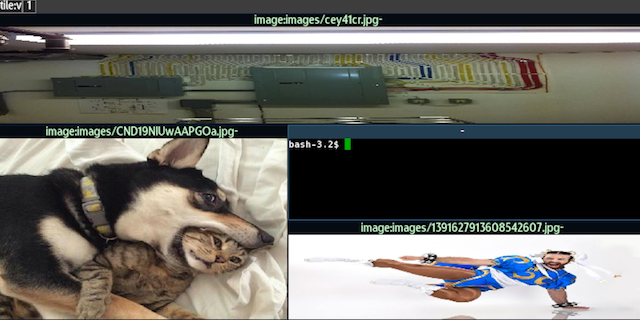 tile:v 1
image:images/cey41cr.jpg-
image:images/CND19NIUwAAPGOa.jpg-
-
bash-3.2$
image:images/1391627913608542607.jpg-